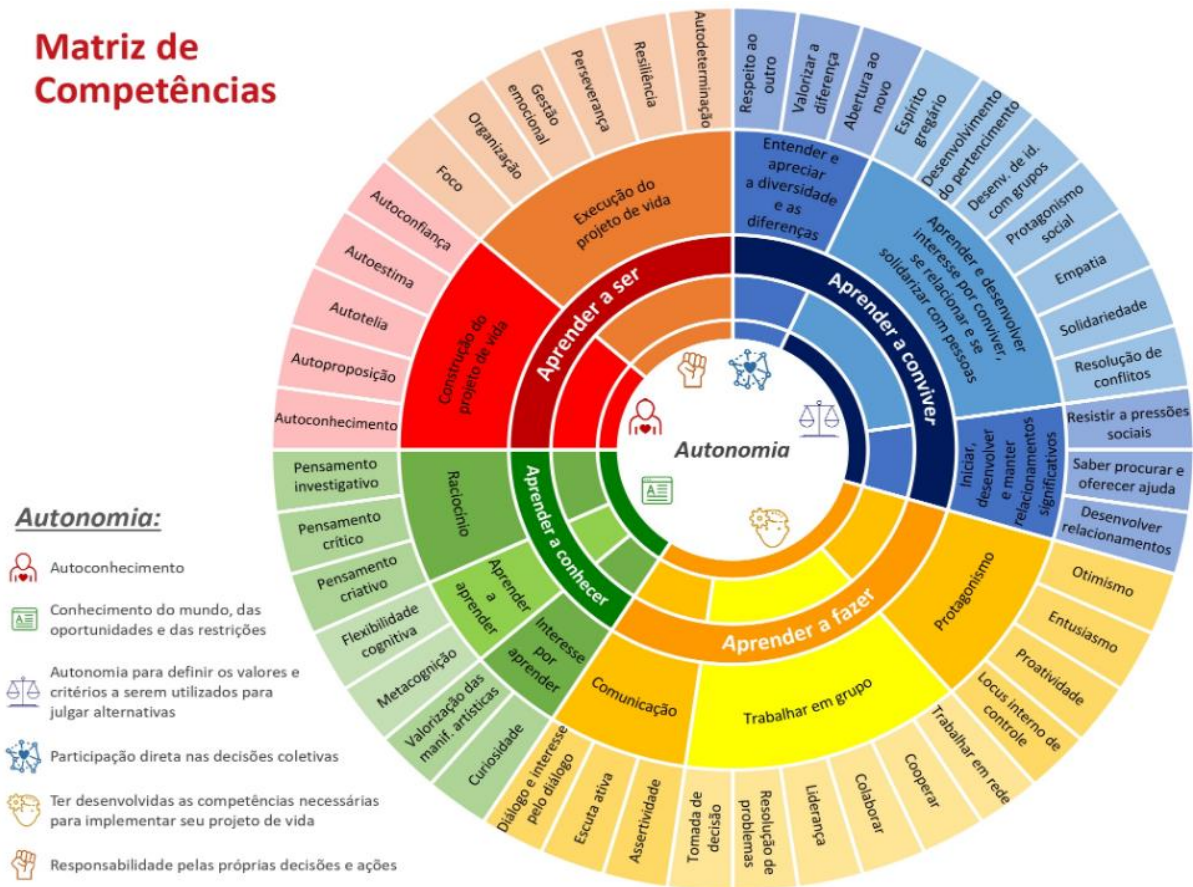 Matriz de
Competências
Autodeterminação
Resiliência
Perseverança
Gestão
emocional
Organização
Foco
Autoconfiança
Autoestima
Autotelia
Autoproposição
Autoconhecimento
Respeito ao
outro
Valorizar a
diferença
Abertura ao
novo
Espírito
gregário
Desenvolvimento
do pertencimento
Desenv. de id.
com grupos
Protagonismo
social
Empatia
Solidariedade
Resolução de
conflitos
Resistir a pressões
sociais
Saber procurar e
oferecer ajuda
Desenvolver
relacionamentos
Execução do
projeto de vida
Construção do
projeto de vida
Entender e
apreciar
a diversidade
e as
diferenças
Aprender e desenvolver
interesse por conviver,
se relacionar e se
solidarizar com pessoas
Iniciar,
desenvolver
e manter
relacionamentos
significativos
Aprender a ser
Aprender a conviver
Autonomia
Aprender a conhecer
Aprender a fazer
Raciocínio
Aprender
a
aprender
Interesse
por
aprender
Comunicação
Trabalhar em grupo
Protagonismo
Pensamento
investigativo
Pensamento
crítico
Pensamento
criativo
Flexibilidade
cognitiva
Metacognição
Valorização das
manif. artísticas
Curiosidade
Diálogo e interesse
pelo diálogo
Escuta ativa
Assertividade
Tomada de
decisão
Resolução de
problemas
Liderança
Colaborar
Cooperar
Trabalhar em rede
Locus interno de
controle
Proatividade
Entusiasmo
Otimismo
Autonomia:
Autoconhecimento
Conhecimento do mundo, das
oportunidades e das restrições
Autonomia para definir os valores e
critérios a serem utilizados para
julgar alternativas
Participação direta nas decisões coletivas
Ter desenvolvidas as competências necessárias
para implementar seu projeto de vida
Responsabilidade pelas próprias decisões e ações